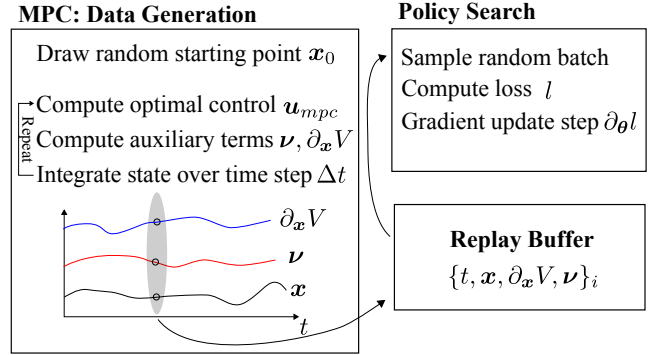 MPC: Data Generation
Draw random starting point 𝒙₀
Repeat
Compute optimal control 𝒖ₘₚ𝒸
Compute auxiliary terms 𝝂, ∂ₓV
Integrate state over time step Δt
∂ₓV
𝝂
𝒙
t
Policy Search
Sample random batch
Compute loss l
Gradient update step ∂_𝜽 l
Replay Buffer
{t, 𝒙, ∂ₓV, 𝝂}ᵢ